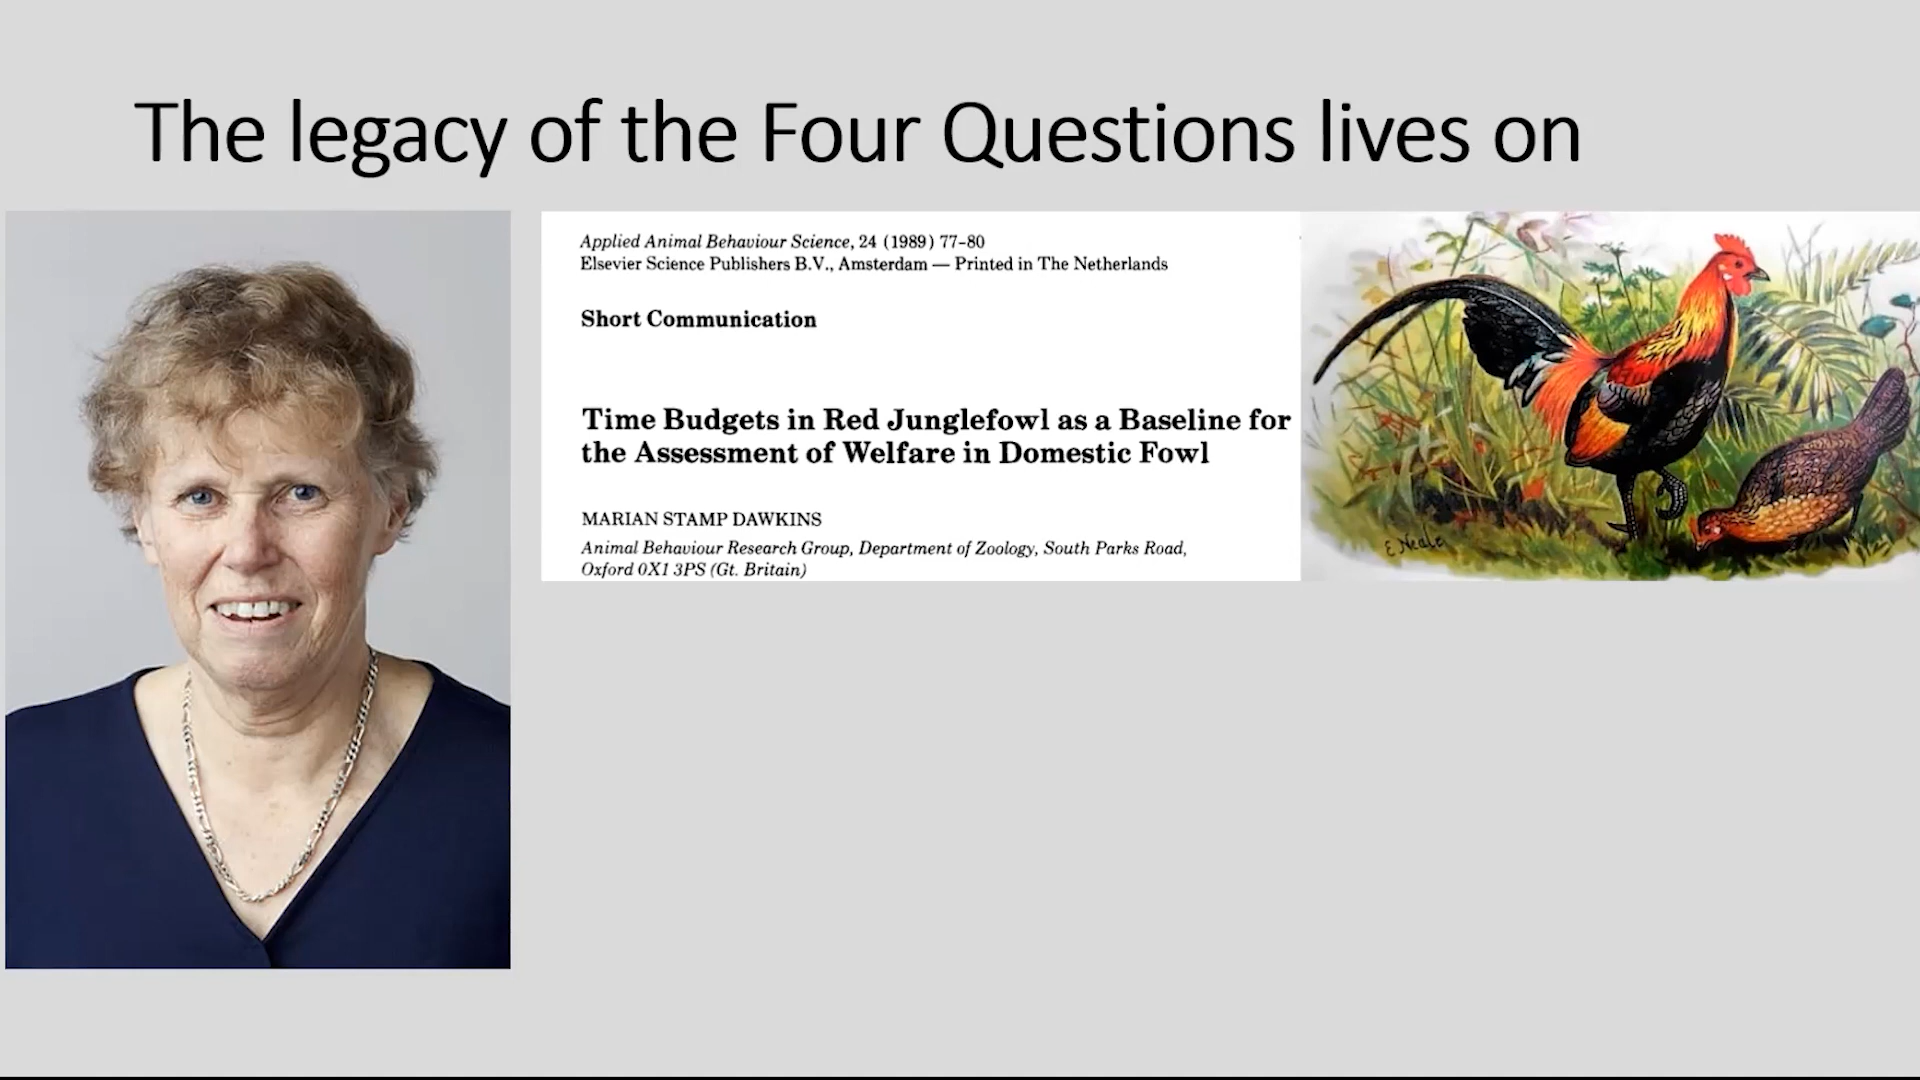 The legacy of the Four Questions lives on
Applied Animal Behaviour Science, 24 (1989) 77-80
Elsevier Science Publishers B.V., Amsterdam — Printed in The Netherlands
Short Communication
Time Budgets in Red Junglefowl as a Baseline for
the Assessment of Welfare in Domestic Fowl
MARIAN STAMP DAWKINS
Animal Behaviour Research Group, Department of Zoology, South Parks Road,
Oxford OX1 3PS (Gt. Britain)
E Neale